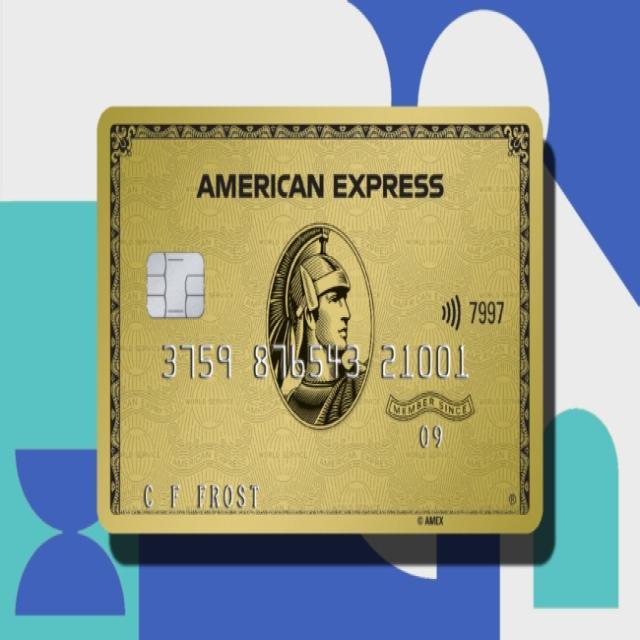 AMERICAN EXPRESS
7997
3759 876543 21001
MEMBER SINCE
09
C F FROST
®
© AMEX